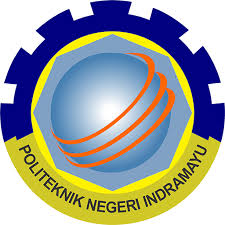 POLITEKNIK NEGERI INDRAMAYU